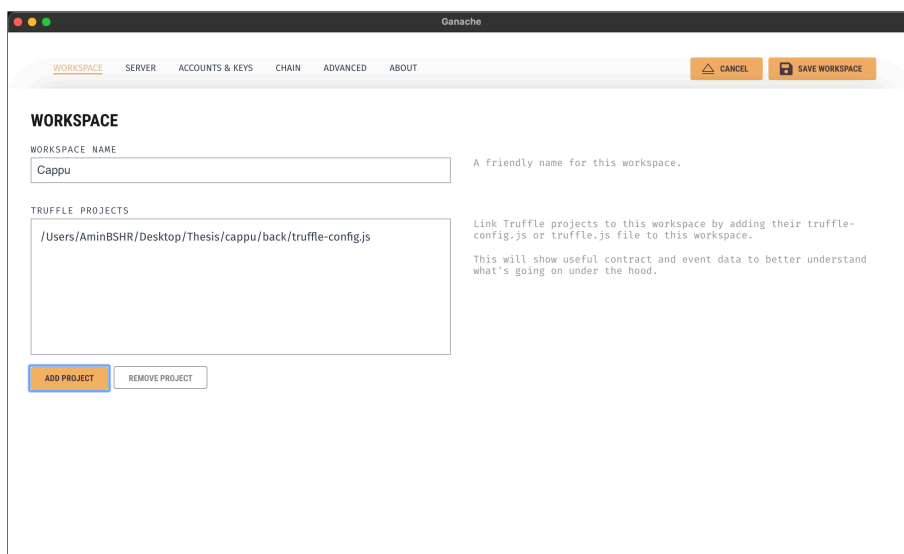 Ganache
WORKSPACE SERVER ACCOUNTS & KEYS CHAIN ADVANCED ABOUT CANCEL SAVE WORKSPACE
WORKSPACE
WORKSPACE NAME
Cappu
A friendly name for this workspace.
TRUFFLE PROJECTS
/Users/AminBSHR/Desktop/Thesis/cappu/back/truffle-config.js
Link Truffle projects to this workspace by adding their truffle-
config.js or truffle.js file to this workspace.
This will show useful contract and event data to better understand
what's going on under the hood.
ADD PROJECT REMOVE PROJECT